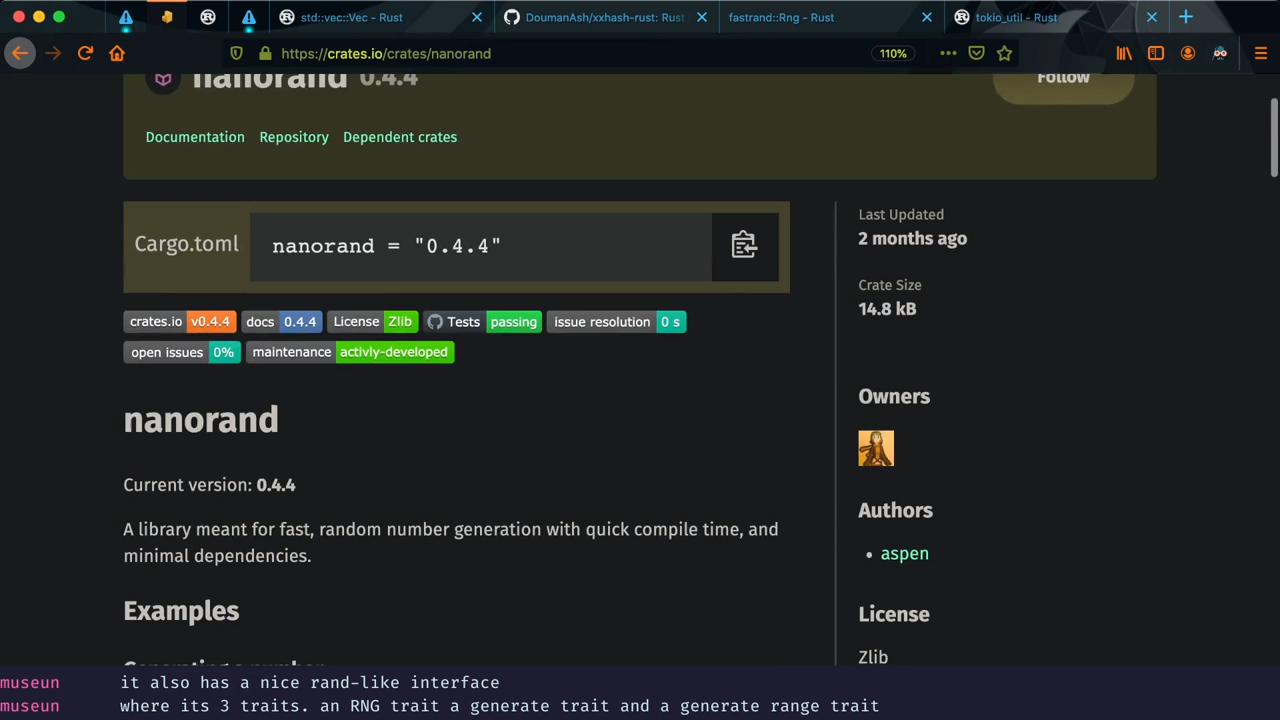 std::vec::Vec - Rust
DoumanAsh/xxhash-rust: Rust
fastrand::Rng - Rust
tokio_util - Rust
https://crates.io/crates/nanorand
110%
nanorand 0.4.4
Follow
Documentation Repository Dependent crates
Cargo.toml
nanorand = "0.4.4"
crates.io v0.4.4 docs 0.4.4 License Zlib Tests passing issue resolution 0 s
open issues 0% maintenance activly-developed
nanorand
Current version: 0.4.4
A library meant for fast, random number generation with quick compile time, and
minimal dependencies.
Examples
Generating a number
Last Updated
2 months ago
Crate Size
14.8 kB
Owners
Authors
aspen
License
Zlib
museun it also has a nice rand-like interface
museun where its 3 traits. an RNG trait a generate trait and a generate range trait